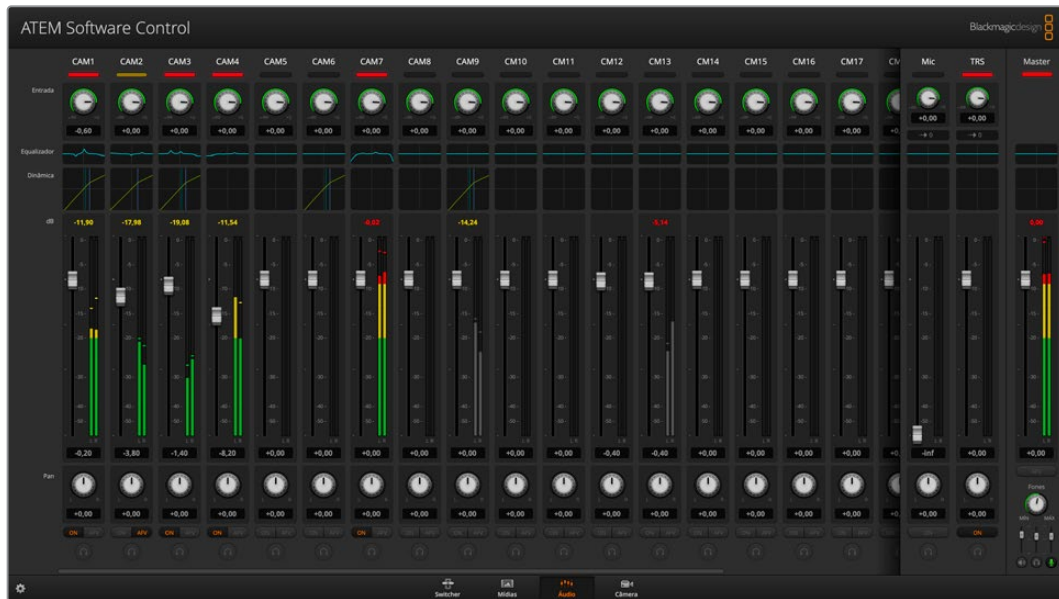 ATEM Software Control
Blackmagicdesign
CAM1 CAM2 CAM3 CAM4 CAM5 CAM6 CAM7 CAM8 CAM9 CM10 CM11 CM12 CM13 CM14 CM15 CM16 CM17 Mic TRS Master
Entrada
-0,60 +0,00 +0,00 +0,00 +0,00 +0,00 +0,00 +0,00 +0,00 +0,00 +0,00 +0,00 +0,00 +0,00 +0,00 +0,00 +0,00 +0,00 +0,00
Equalizador
Dinâmica
dB -11,90 -17,98 -19,08 -11,54 -0,02 -14,24 -5,14 0,00
-0,20 -3,80 -1,40 -8,20 +0,00 +0,00 +0,00 +0,00 +0,00 +0,00 +0,00 -0,40 -0,40 +0,00 +0,00 +0,00 +0,00 -inf +0,00 +0,00
Pan
+0,00 +0,00 +0,00 +0,00 +0,00 +0,00 +0,00 +0,00 +0,00 +0,00 +0,00 +0,00 +0,00 +0,00 +0,00 +0,00 +0,00 +0,00 +0,00
ON AFV ON AFV ON AFV ON AFV ON AFV ON
Fones
Switcher Mídias Áudio Câmera